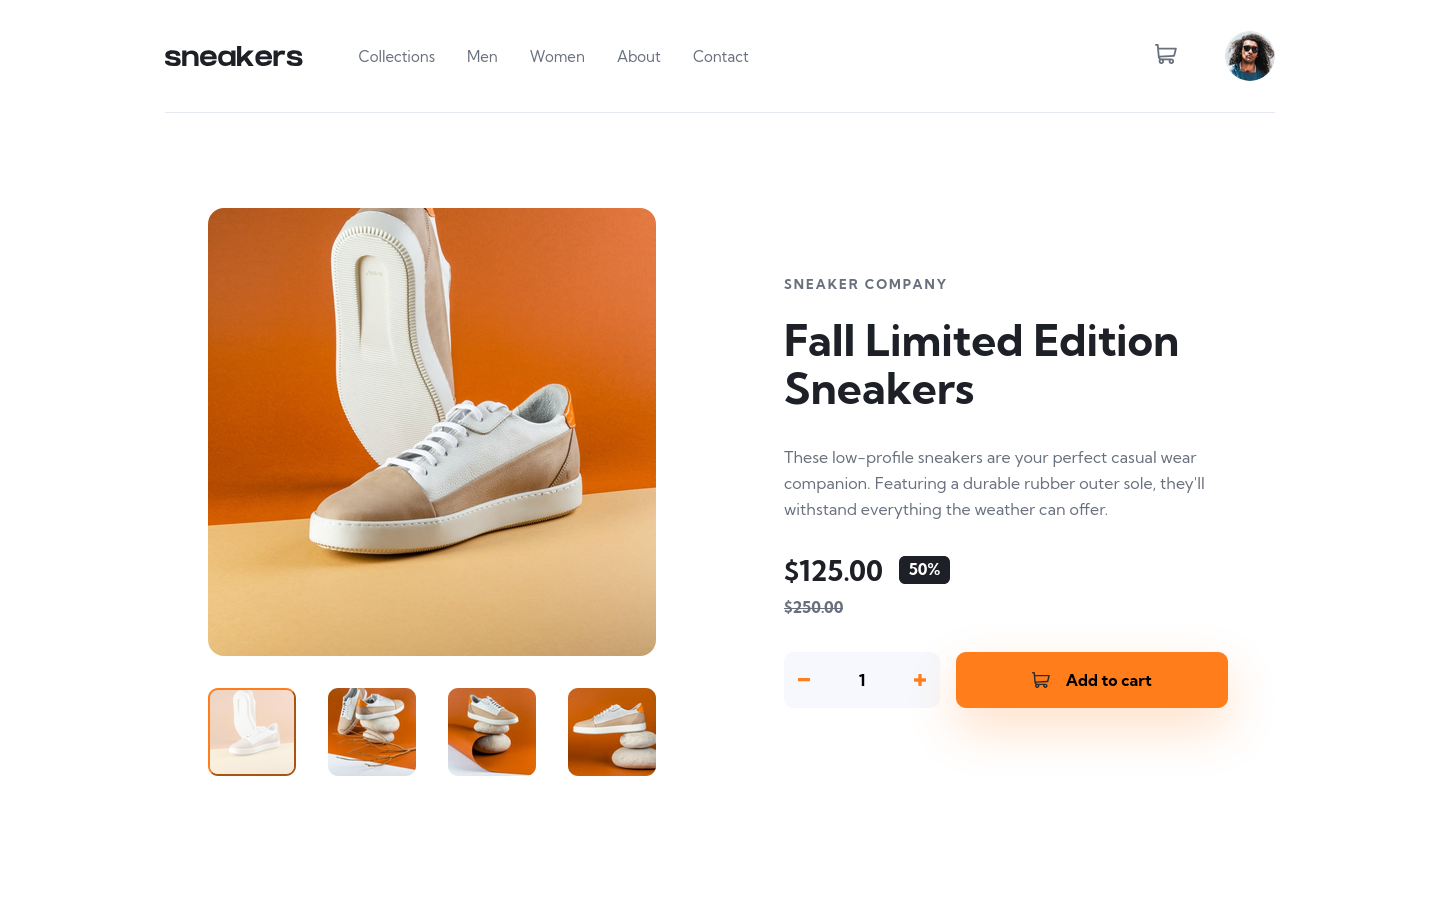 sneakers
Collections Men Women About Contact
SNEAKER COMPANY
Fall Limited Edition
Sneakers
These low-profile sneakers are your perfect casual wear
companion. Featuring a durable rubber outer sole, they'll
withstand everything the weather can offer.
$125.00 50%
$250.00
1
Add to cart